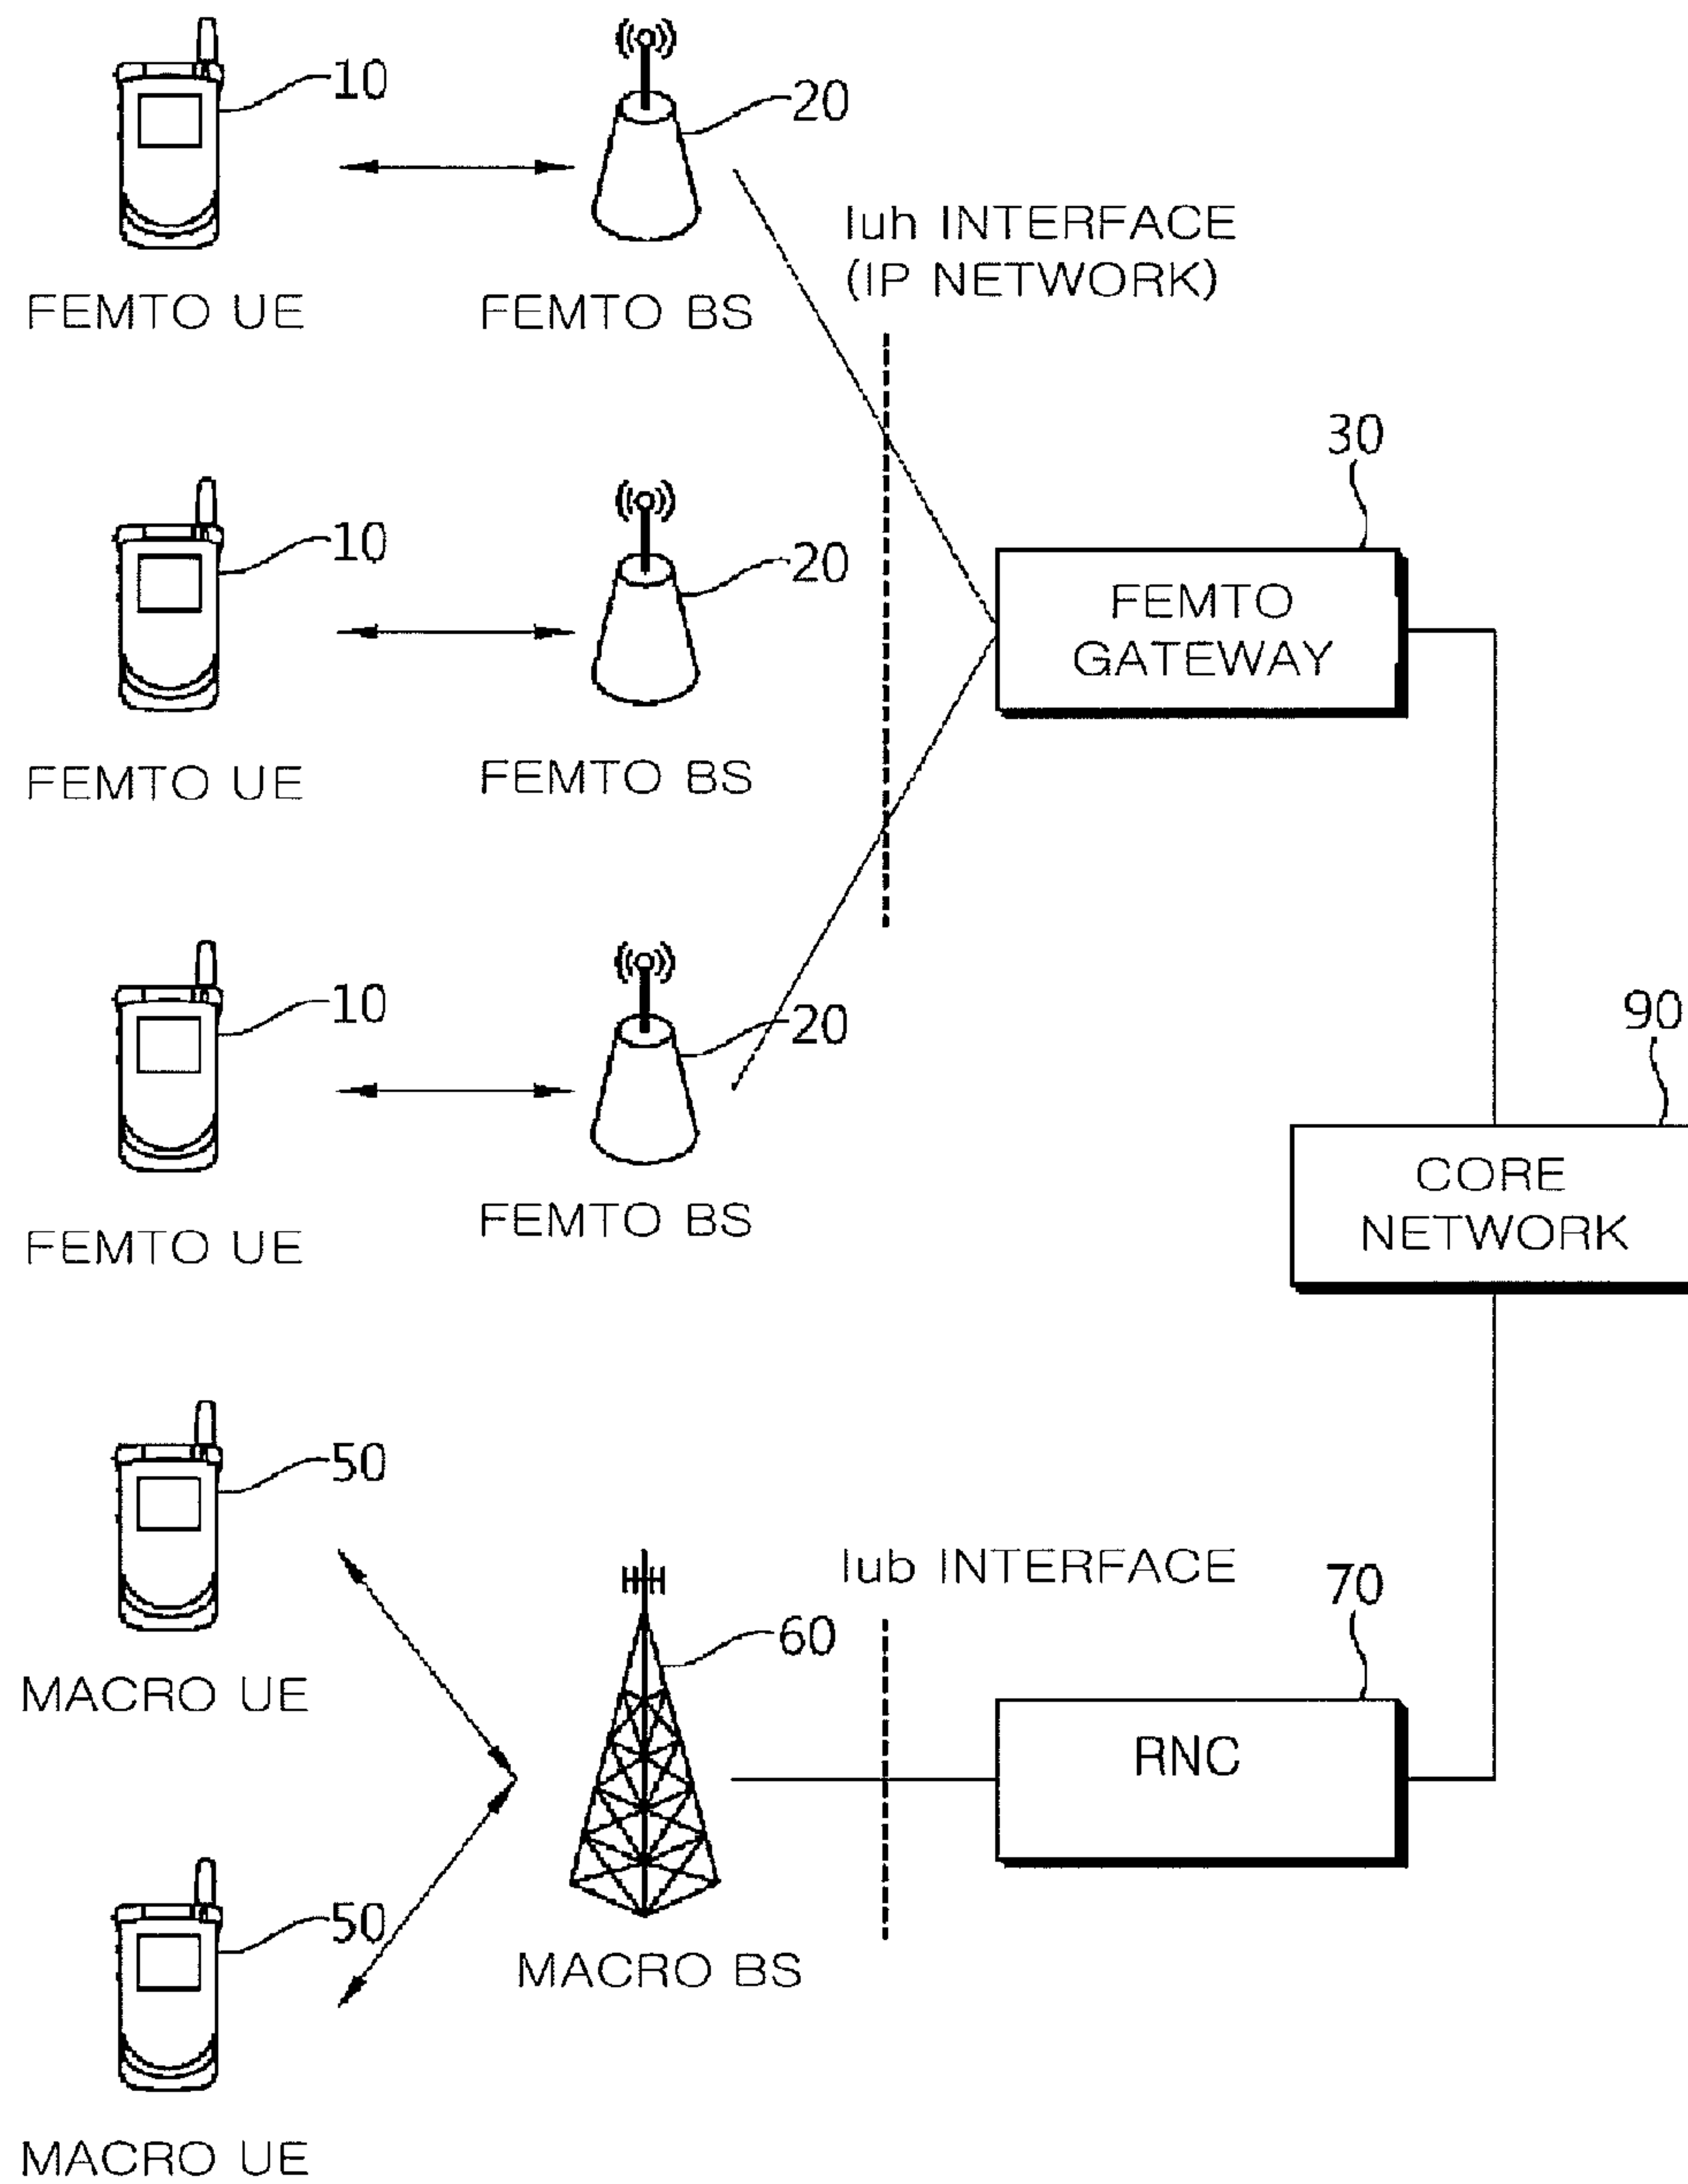 10
20
Iuh INTERFACE
(IP NETWORK)
FEMTO UE
FEMTO BS
30
10
20
FEMTO
GATEWAY
FEMTO UE
FEMTO BS
10
20
90
CORE
NETWORK
FEMTO UE
FEMTO BS
50
Iub INTERFACE
70
60
MACRO UE
RNC
50
MACRO BS
MACRO UE